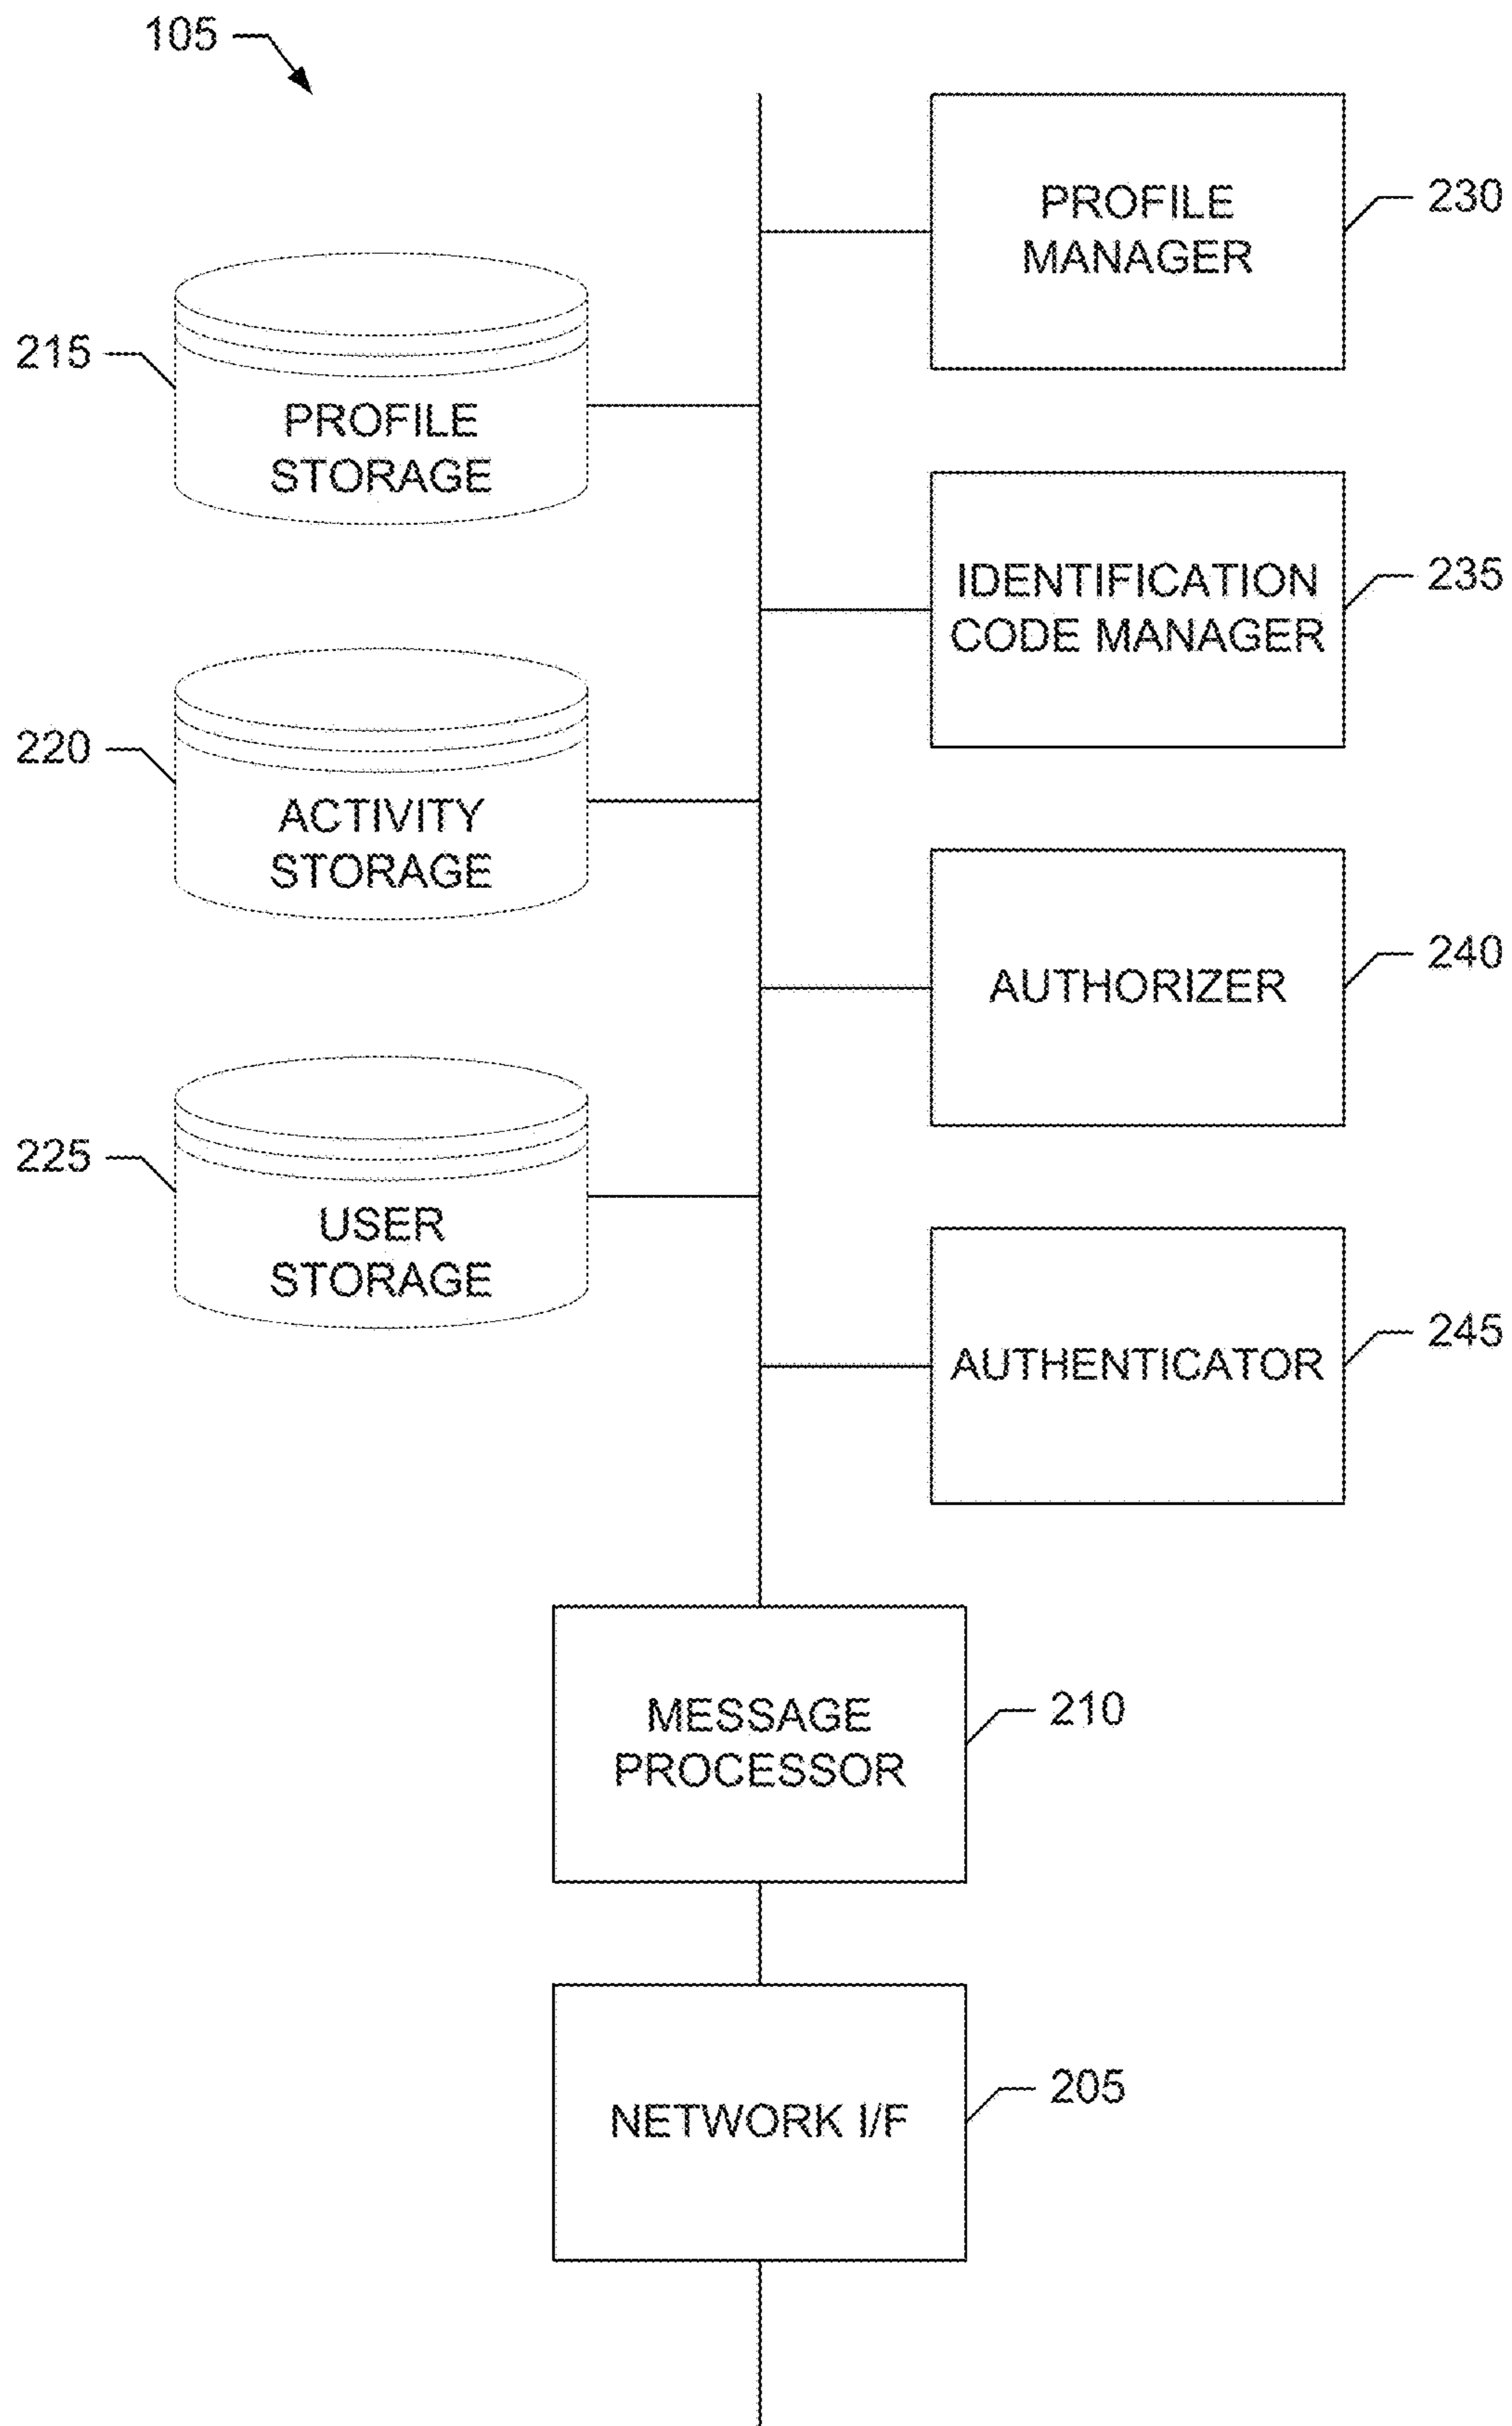 105
PROFILE
MANAGER
230
215
PROFILE
STORAGE
IDENTIFICATION
CODE MANAGER
235
220
ACTIVITY
STORAGE
AUTHORIZER
240
225
USER
STORAGE
AUTHENTICATOR
245
MESSAGE
PROCESSOR
210
NETWORK I/F
205